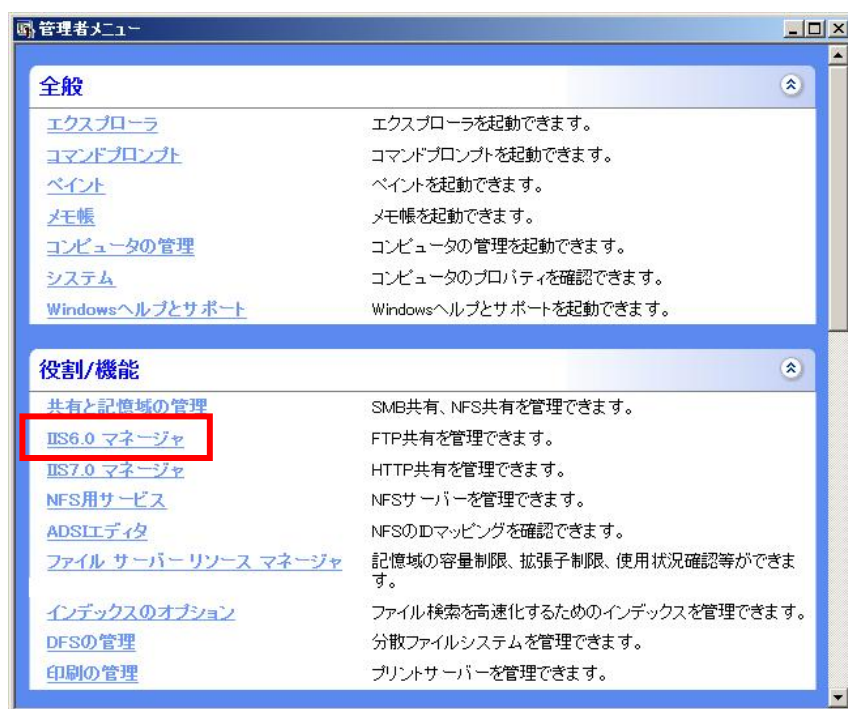 管理者メニュー
全般
エクスプローラ エクスプローラを起動できます。
コマンドプロンプト コマンドプロンプトを起動できます。
ペイント ペイントを起動できます。
メモ帳 メモ帳を起動できます。
コンピュータの管理 コンピュータの管理を起動できます。
システム コンピュータのプロパティを確認できます。
Windowsヘルプとサポート Windowsヘルプとサポートを起動できます。
役割/機能
共有と記憶域の管理 SMB共有、NFS共有を管理できます。
IIS6.0 マネージャ FTP共有を管理できます。
IIS7.0 マネージャ HTTP共有を管理できます。
NFS用サービス NFSサーバーを管理できます。
ADSIエディタ NFSのIDマッピングを確認できます。
ファイル サーバー リソース マネージャ 記憶域の容量制限、拡張子制限、使用状況確認等ができま
す。
インデックスのオプション ファイル検索を高速化するためのインデックスを管理できます。
DFSの管理 分散ファイルシステムを管理できます。
印刷の管理 プリントサーバーを管理できます。